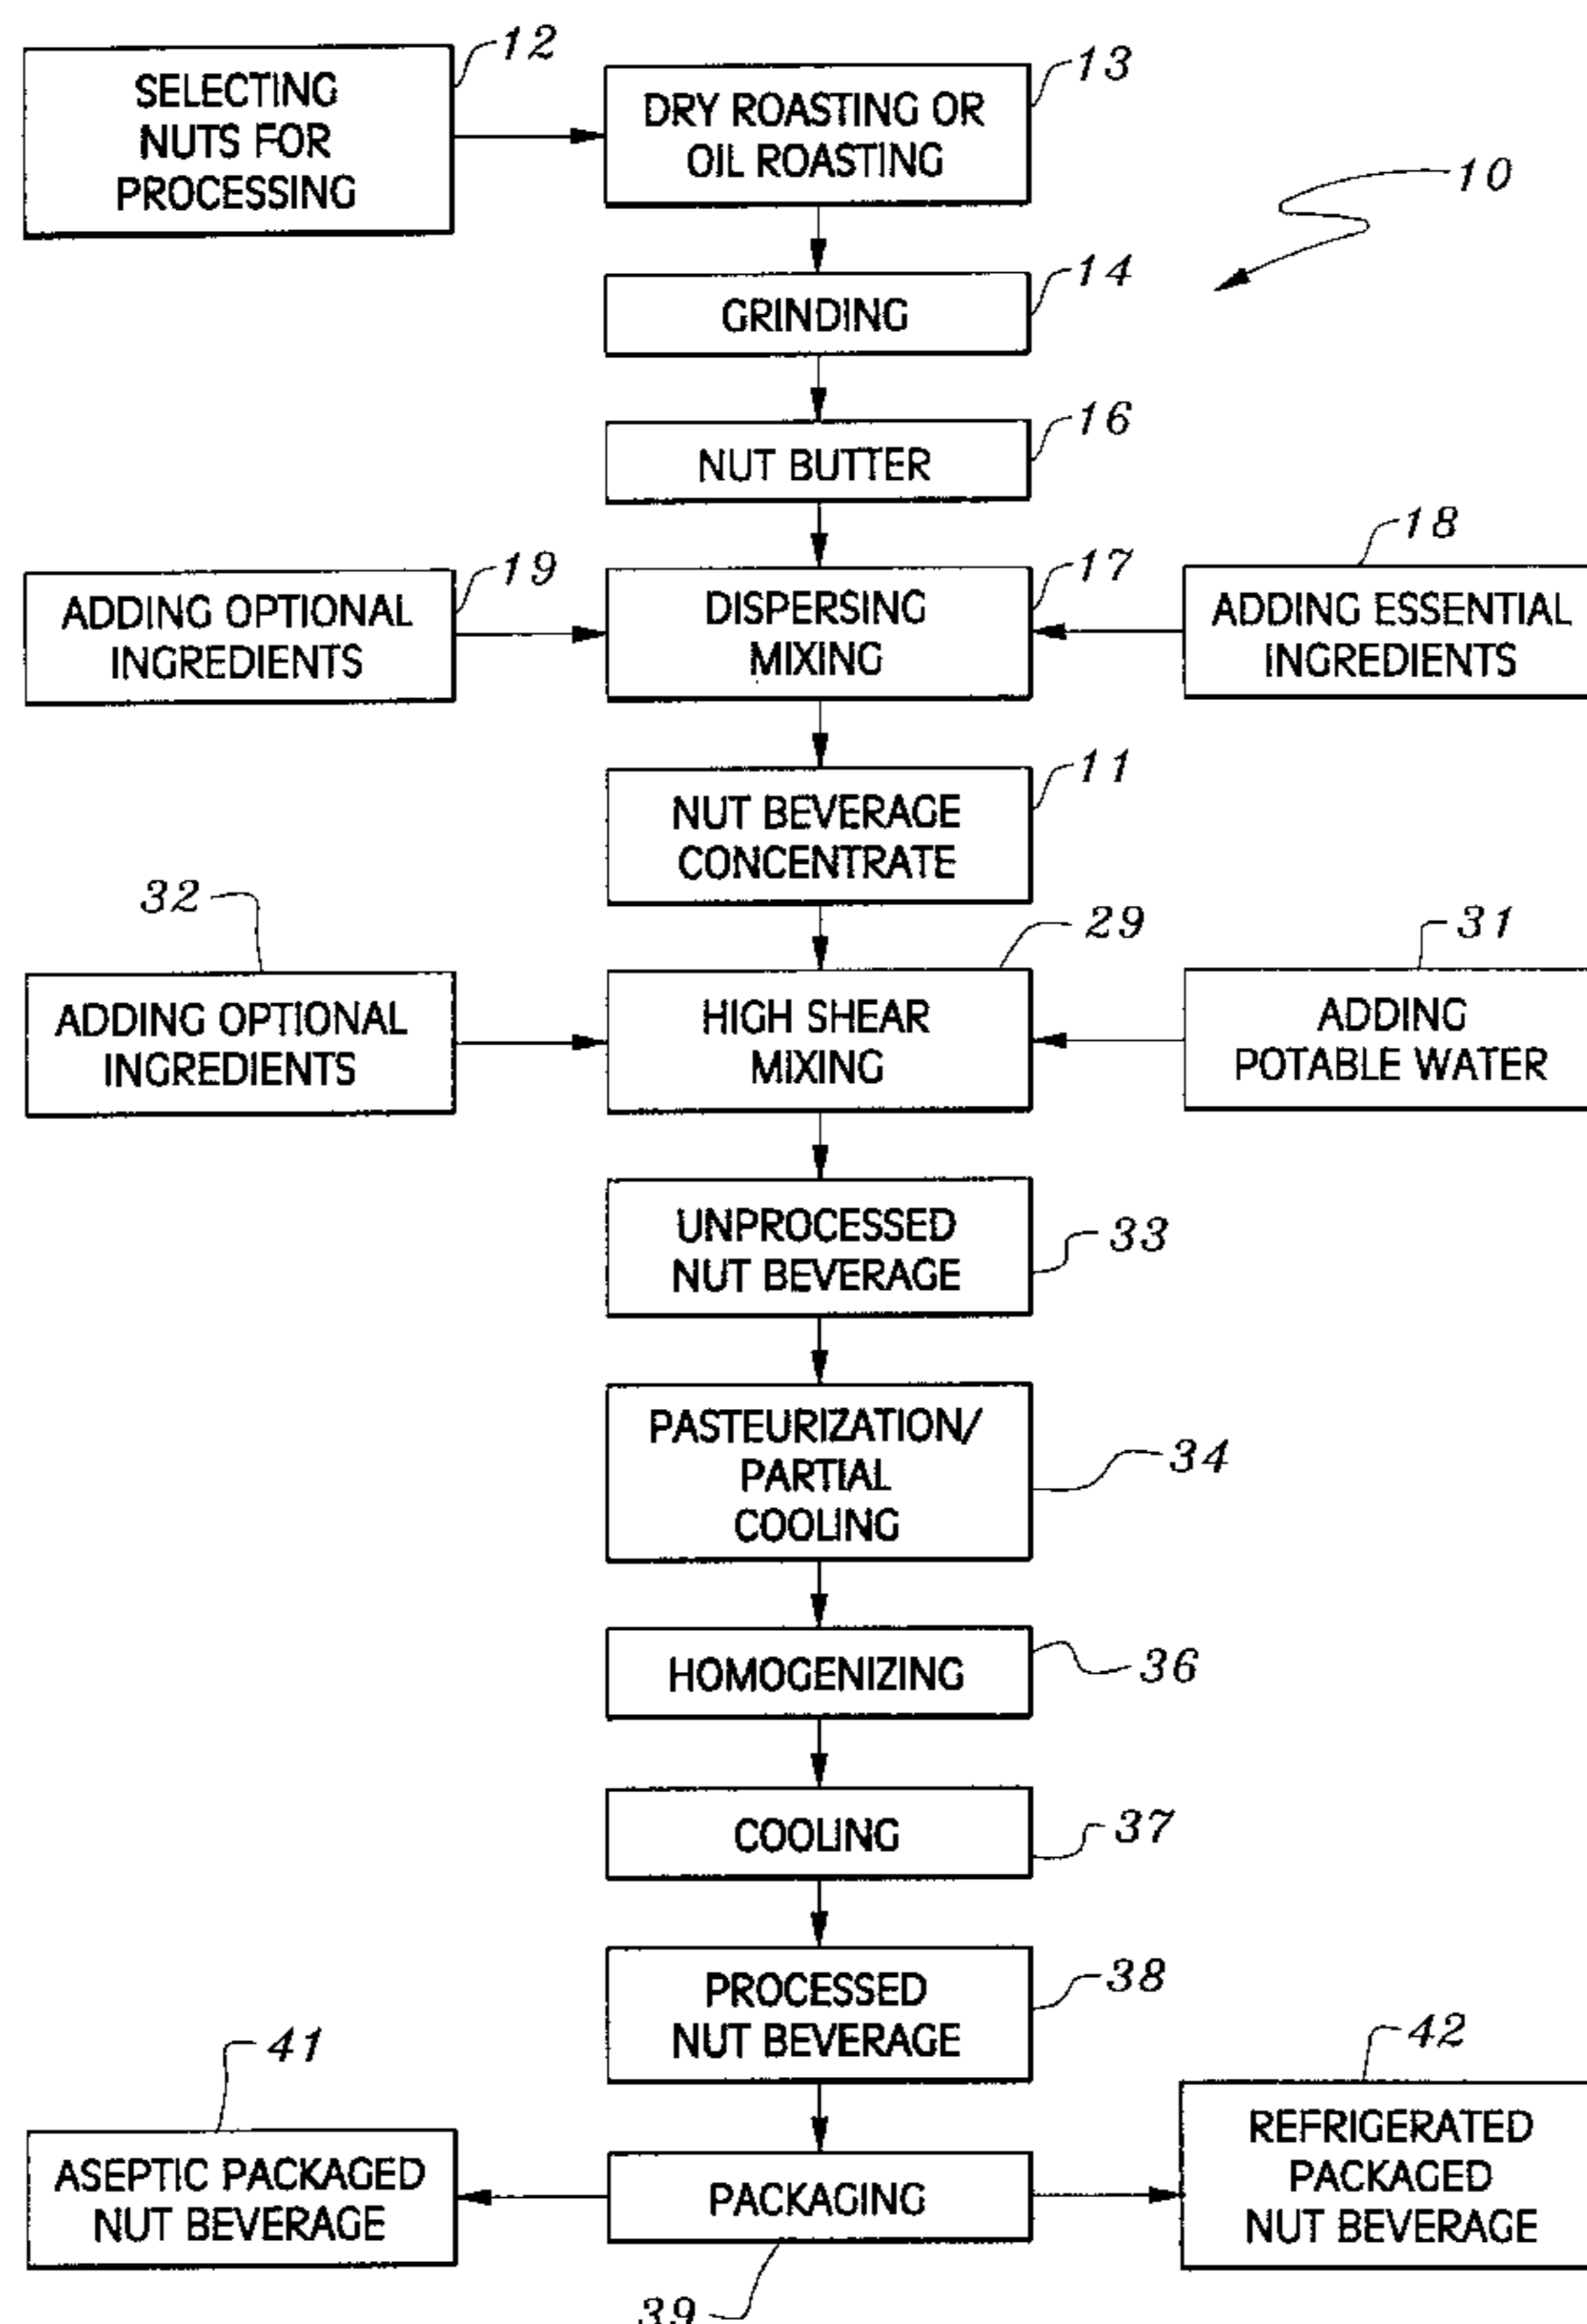 12
SELECTING
NUTS FOR
PROCESSING
13
DRY ROASTING OR
OIL ROASTING
10
14
GRINDING
16
NUT BUTTER
19
ADDING OPTIONAL
INGREDIENTS
17
DISPERSING
MIXING
18
ADDING ESSENTIAL
INGREDIENTS
11
NUT BEVERAGE
CONCENTRATE
32
ADDING OPTIONAL
INGREDIENTS
29
HIGH SHEAR
MIXING
31
ADDING
POTABLE WATER
UNPROCESSED
NUT BEVERAGE
33
PASTEURIZATION/
PARTIAL
COOLING
34
HOMOGENIZING
36
COOLING
37
PROCESSED
NUT BEVERAGE
38
41
ASEPTIC PACKAGED
NUT BEVERAGE
PACKAGING
39
42
REFRIGERATED
PACKAGED
NUT BEVERAGE